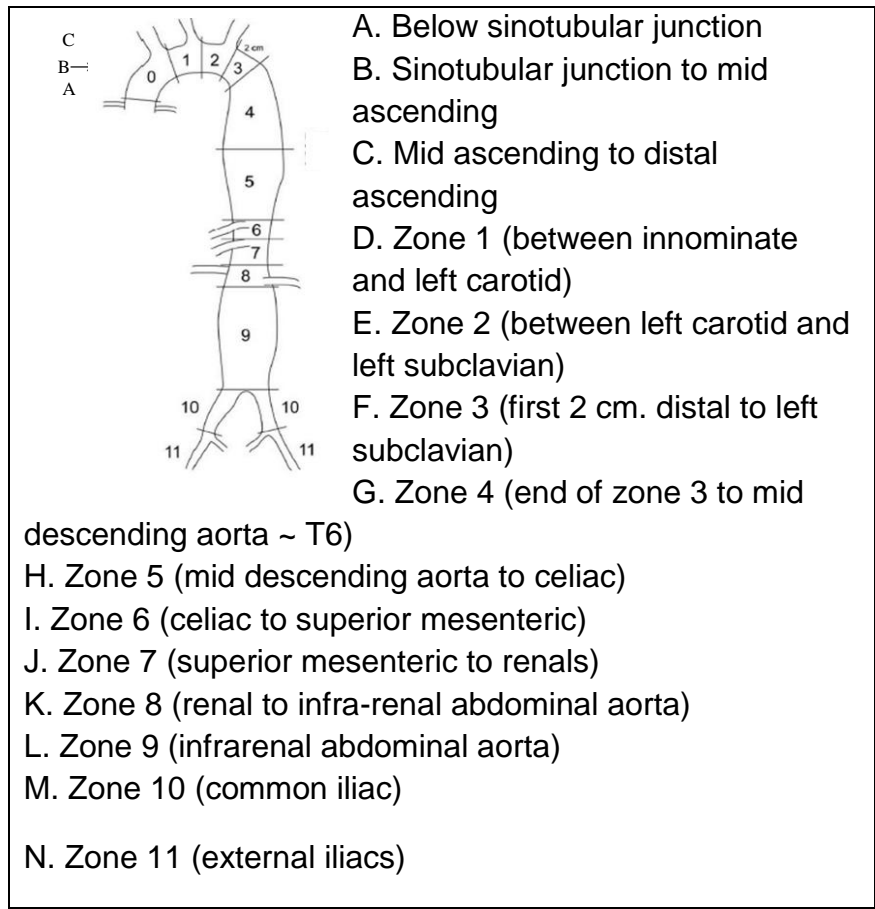 C
B
A
0
1
2
2 cm
3
4
5
6
7
8
9
10
10
11
11
A. Below sinotubular junction
B. Sinotubular junction to mid
ascending
C. Mid ascending to distal
ascending
D. Zone 1 (between innominate
and left carotid)
E. Zone 2 (between left carotid and
left subclavian)
F. Zone 3 (first 2 cm. distal to left
subclavian)
G. Zone 4 (end of zone 3 to mid
descending aorta ~ T6)
H. Zone 5 (mid descending aorta to celiac)
I. Zone 6 (celiac to superior mesenteric)
J. Zone 7 (superior mesenteric to renals)
K. Zone 8 (renal to infra-renal abdominal aorta)
L. Zone 9 (infrarenal abdominal aorta)
M. Zone 10 (common iliac)
N. Zone 11 (external iliacs)